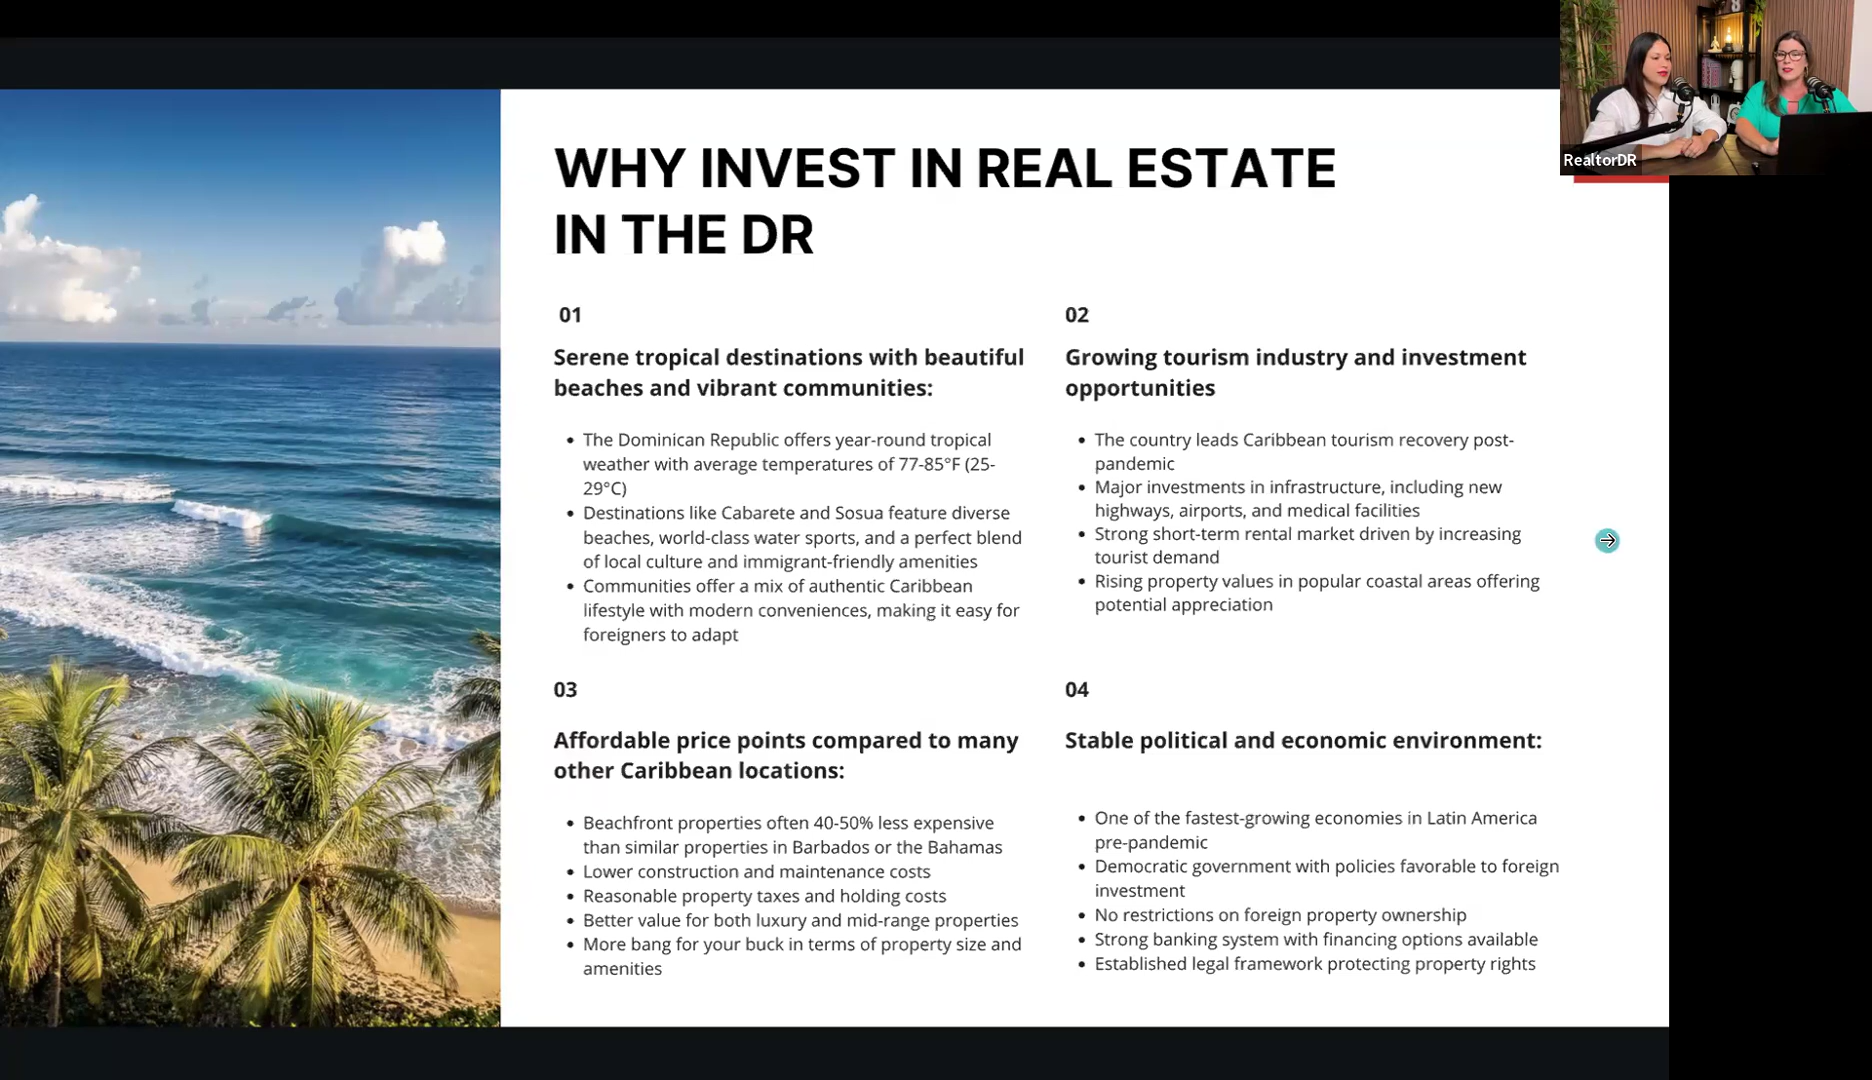 RealtorDR
WHY INVEST IN REAL ESTATE
IN THE DR
01
Serene tropical destinations with beautiful
beaches and vibrant communities:
The Dominican Republic offers year-round tropical
weather with average temperatures of 77-85°F (25-
29°C)
Destinations like Cabarete and Sosua feature diverse
beaches, world-class water sports, and a perfect blend
of local culture and immigrant-friendly amenities
Communities offer a mix of authentic Caribbean
lifestyle with modern conveniences, making it easy for
foreigners to adapt
02
Growing tourism industry and investment
opportunities
The country leads Caribbean tourism recovery post-
pandemic
Major investments in infrastructure, including new
highways, airports, and medical facilities
Strong short-term rental market driven by increasing
tourist demand
Rising property values in popular coastal areas offering
potential appreciation
03
Affordable price points compared to many
other Caribbean locations:
Beachfront properties often 40-50% less expensive
than similar properties in Barbados or the Bahamas
Lower construction and maintenance costs
Reasonable property taxes and holding costs
Better value for both luxury and mid-range properties
More bang for your buck in terms of property size and
amenities
04
Stable political and economic environment:
One of the fastest-growing economies in Latin America
pre-pandemic
Democratic government with policies favorable to foreign
investment
No restrictions on foreign property ownership
Strong banking system with financing options available
Established legal framework protecting property rights